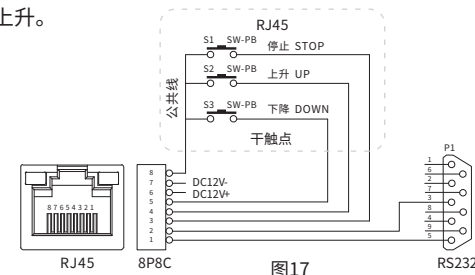 上升。
RJ45
S1 SW-PB 停止 STOP
S2 SW-PB 上升 UP
S3 SW-PB 下降 DOWN
公共线
干触点
P1
1
6
2
7
3
8
4
9
5
8 7 6 5 4 3 2 1
8
7 DC12V-
6 DC12V+
5
4
3
2
1
RJ45
8P8C
图17
RS232